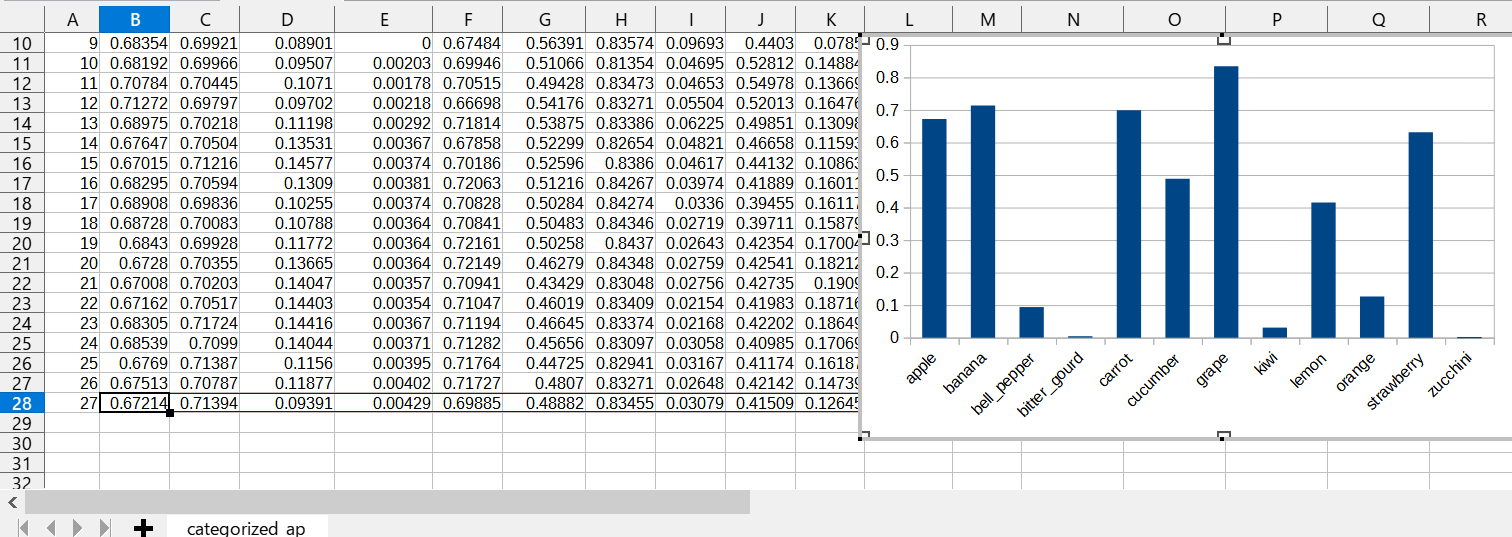 A B C D E F G H I J K L M N O P Q R
10 9 0.68354 0.69921 0.08901 0 0.67484 0.56391 0.83574 0.09693 0.4403
11 10 0.68192 0.69966 0.09507 0.00203 0.69946 0.51066 0.81354 0.04695 0.52812 0.14884
12 11 0.70784 0.70445 0.1071 0.00178 0.70515 0.49428 0.83473 0.04653 0.54978 0.13669
13 12 0.71272 0.69797 0.09702 0.00218 0.66698 0.54176 0.83271 0.05504 0.52013 0.16476
14 13 0.68975 0.70218 0.11198 0.00292 0.71814 0.53875 0.83386 0.06225 0.49851 0.13098
15 14 0.67647 0.70504 0.13531 0.00367 0.67858 0.52299 0.82654 0.04821 0.46658 0.11593
16 15 0.67015 0.71216 0.14577 0.00374 0.70186 0.52596 0.8386 0.04617 0.44132 0.10863
17 16 0.68295 0.70594 0.1309 0.00381 0.72063 0.51216 0.84267 0.03974 0.41889 0.16011
18 17 0.68908 0.69836 0.10255 0.00374 0.70828 0.50284 0.84274 0.0336 0.39455 0.16117
19 18 0.68728 0.70083 0.10788 0.00364 0.70841 0.50483 0.84346 0.02719 0.39711 0.15879
20 19 0.6843 0.69928 0.11772 0.00364 0.72161 0.50258 0.8437 0.02643 0.42354 0.17004
21 20 0.6728 0.70355 0.13665 0.00364 0.72149 0.46279 0.84348 0.02759 0.42541 0.18212
22 21 0.67008 0.70203 0.14047 0.00357 0.70941 0.43429 0.83048 0.02756 0.42735 0.1909
23 22 0.67162 0.70517 0.14403 0.00354 0.71047 0.46019 0.83409 0.02154 0.41983 0.18716
24 23 0.68305 0.71724 0.14416 0.00367 0.71194 0.46645 0.83374 0.02168 0.42202 0.18649
25 24 0.68539 0.7099 0.14044 0.00371 0.71282 0.45656 0.83097 0.03058 0.40985 0.17069
26 25 0.6769 0.71387 0.1156 0.00395 0.71764 0.44725 0.82941 0.03167 0.41174 0.16187
27 26 0.67513 0.70787 0.11877 0.00402 0.71727 0.4807 0.83271 0.02648 0.42142 0.14739
28 27 0.67214 0.71394 0.09391 0.00429 0.69885 0.48882 0.83455 0.03079 0.41509 0.12645
29
30
31
32
0.9
0.8
0.7
0.6
0.5
0.4
0.3
0.2
0.1
0
apple
banana
bell_pepper
bitter_gourd
carrot
cucumber
grape
kiwi
lemon
orange
strawberry
zucchini
categorized_ap